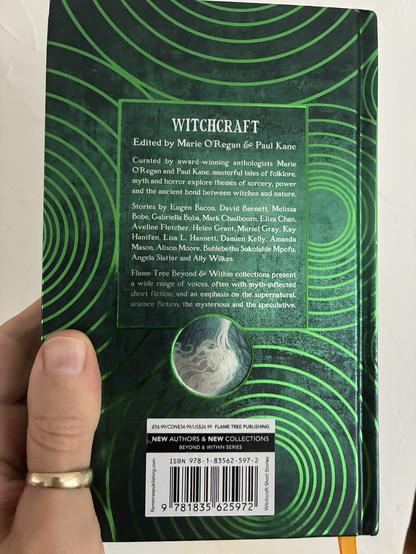 WITCHCRAFT
Edited by Marie O'Regan & Paul Kane
Curated by award-winning anthologists Marie
O'Regan and Paul Kane, masterful tales of folklore,
myth and horror explore themes of sorcery, power
and the ancient bond between witches and nature.
Stories by Eugen Bacon, David Barnett, Melissa
Bobe, Gabriella Buba, Mark Chadbourn, Eliza Chan,
Aveline Fletcher, Helen Grant, Muriel Gray, Kay
Hanifen, Lisa L. Hannett, Damien Kelly, Amanda
Mason, Alison Moore, Buhlebethu Sukoluhle Mpofu,
Angela Slatter and Ally Wilkes.
Flame Tree Beyond & Within collections present
a wide range of voices, often with myth-inflected
short fiction, and an emphasis on the supernatural,
science fiction, the mysterious and the speculative.
£16.99/CDN$34.99/US$26.99 FLAME TREE PUBLISHING
NEW AUTHORS & NEW COLLECTIONS
BEYOND & WITHIN SERIES
flametreepublishing.com
ISBN 978-1-83562-597-2
9 781835 625972
Witchcraft Short Stories